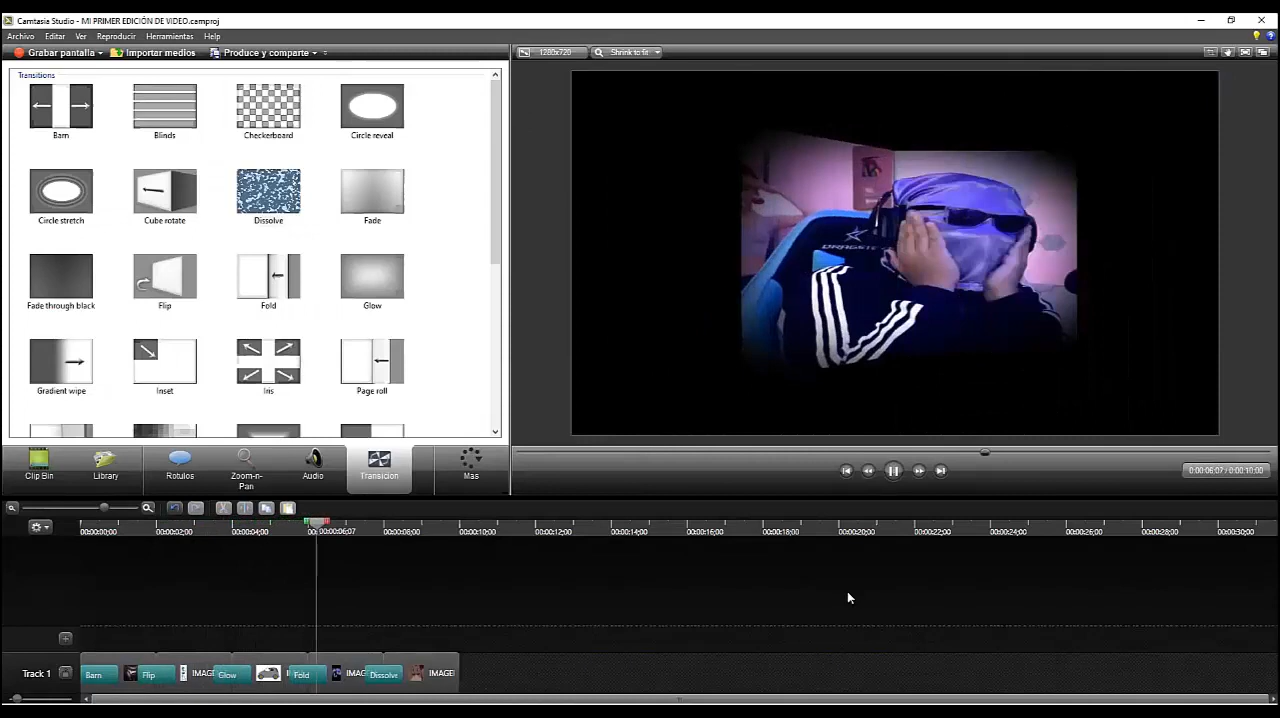 Camtasia Studio - MI PRIMER EDICIÓN DE VIDEO.camproj
Archivo Editar Ver Reproducir Herramientas Help
Grabar pantalla Importar medios Produce y comparte
1280x720 Shrink to fit
Transitions
Barn Blinds Checkerboard Circle reveal
Circle stretch Cube rotate Dissolve Fade
Fade through black Flip Fold Glow
Gradient wipe Inset Iris Page roll
Clip Bin Library Rotulos Zoom-n-Pan Audio Transicion Mas
0:00:06;07 / 0:00:10;00
00:00:00;00 00:00:02;00 00:00:04;00 00:00:06;07 00:00:08;00 00:00:10;00 00:00:12;00 00:00:14;00 00:00:16;00 00:00:18;00 00:00:20;00 00:00:22;00 00:00:24;00 00:00:26;00 00:00:28;00 00:00:30;00
Track 1 Barn Flip IMAGE Glow Fold IMAG Dissolve IMAGE